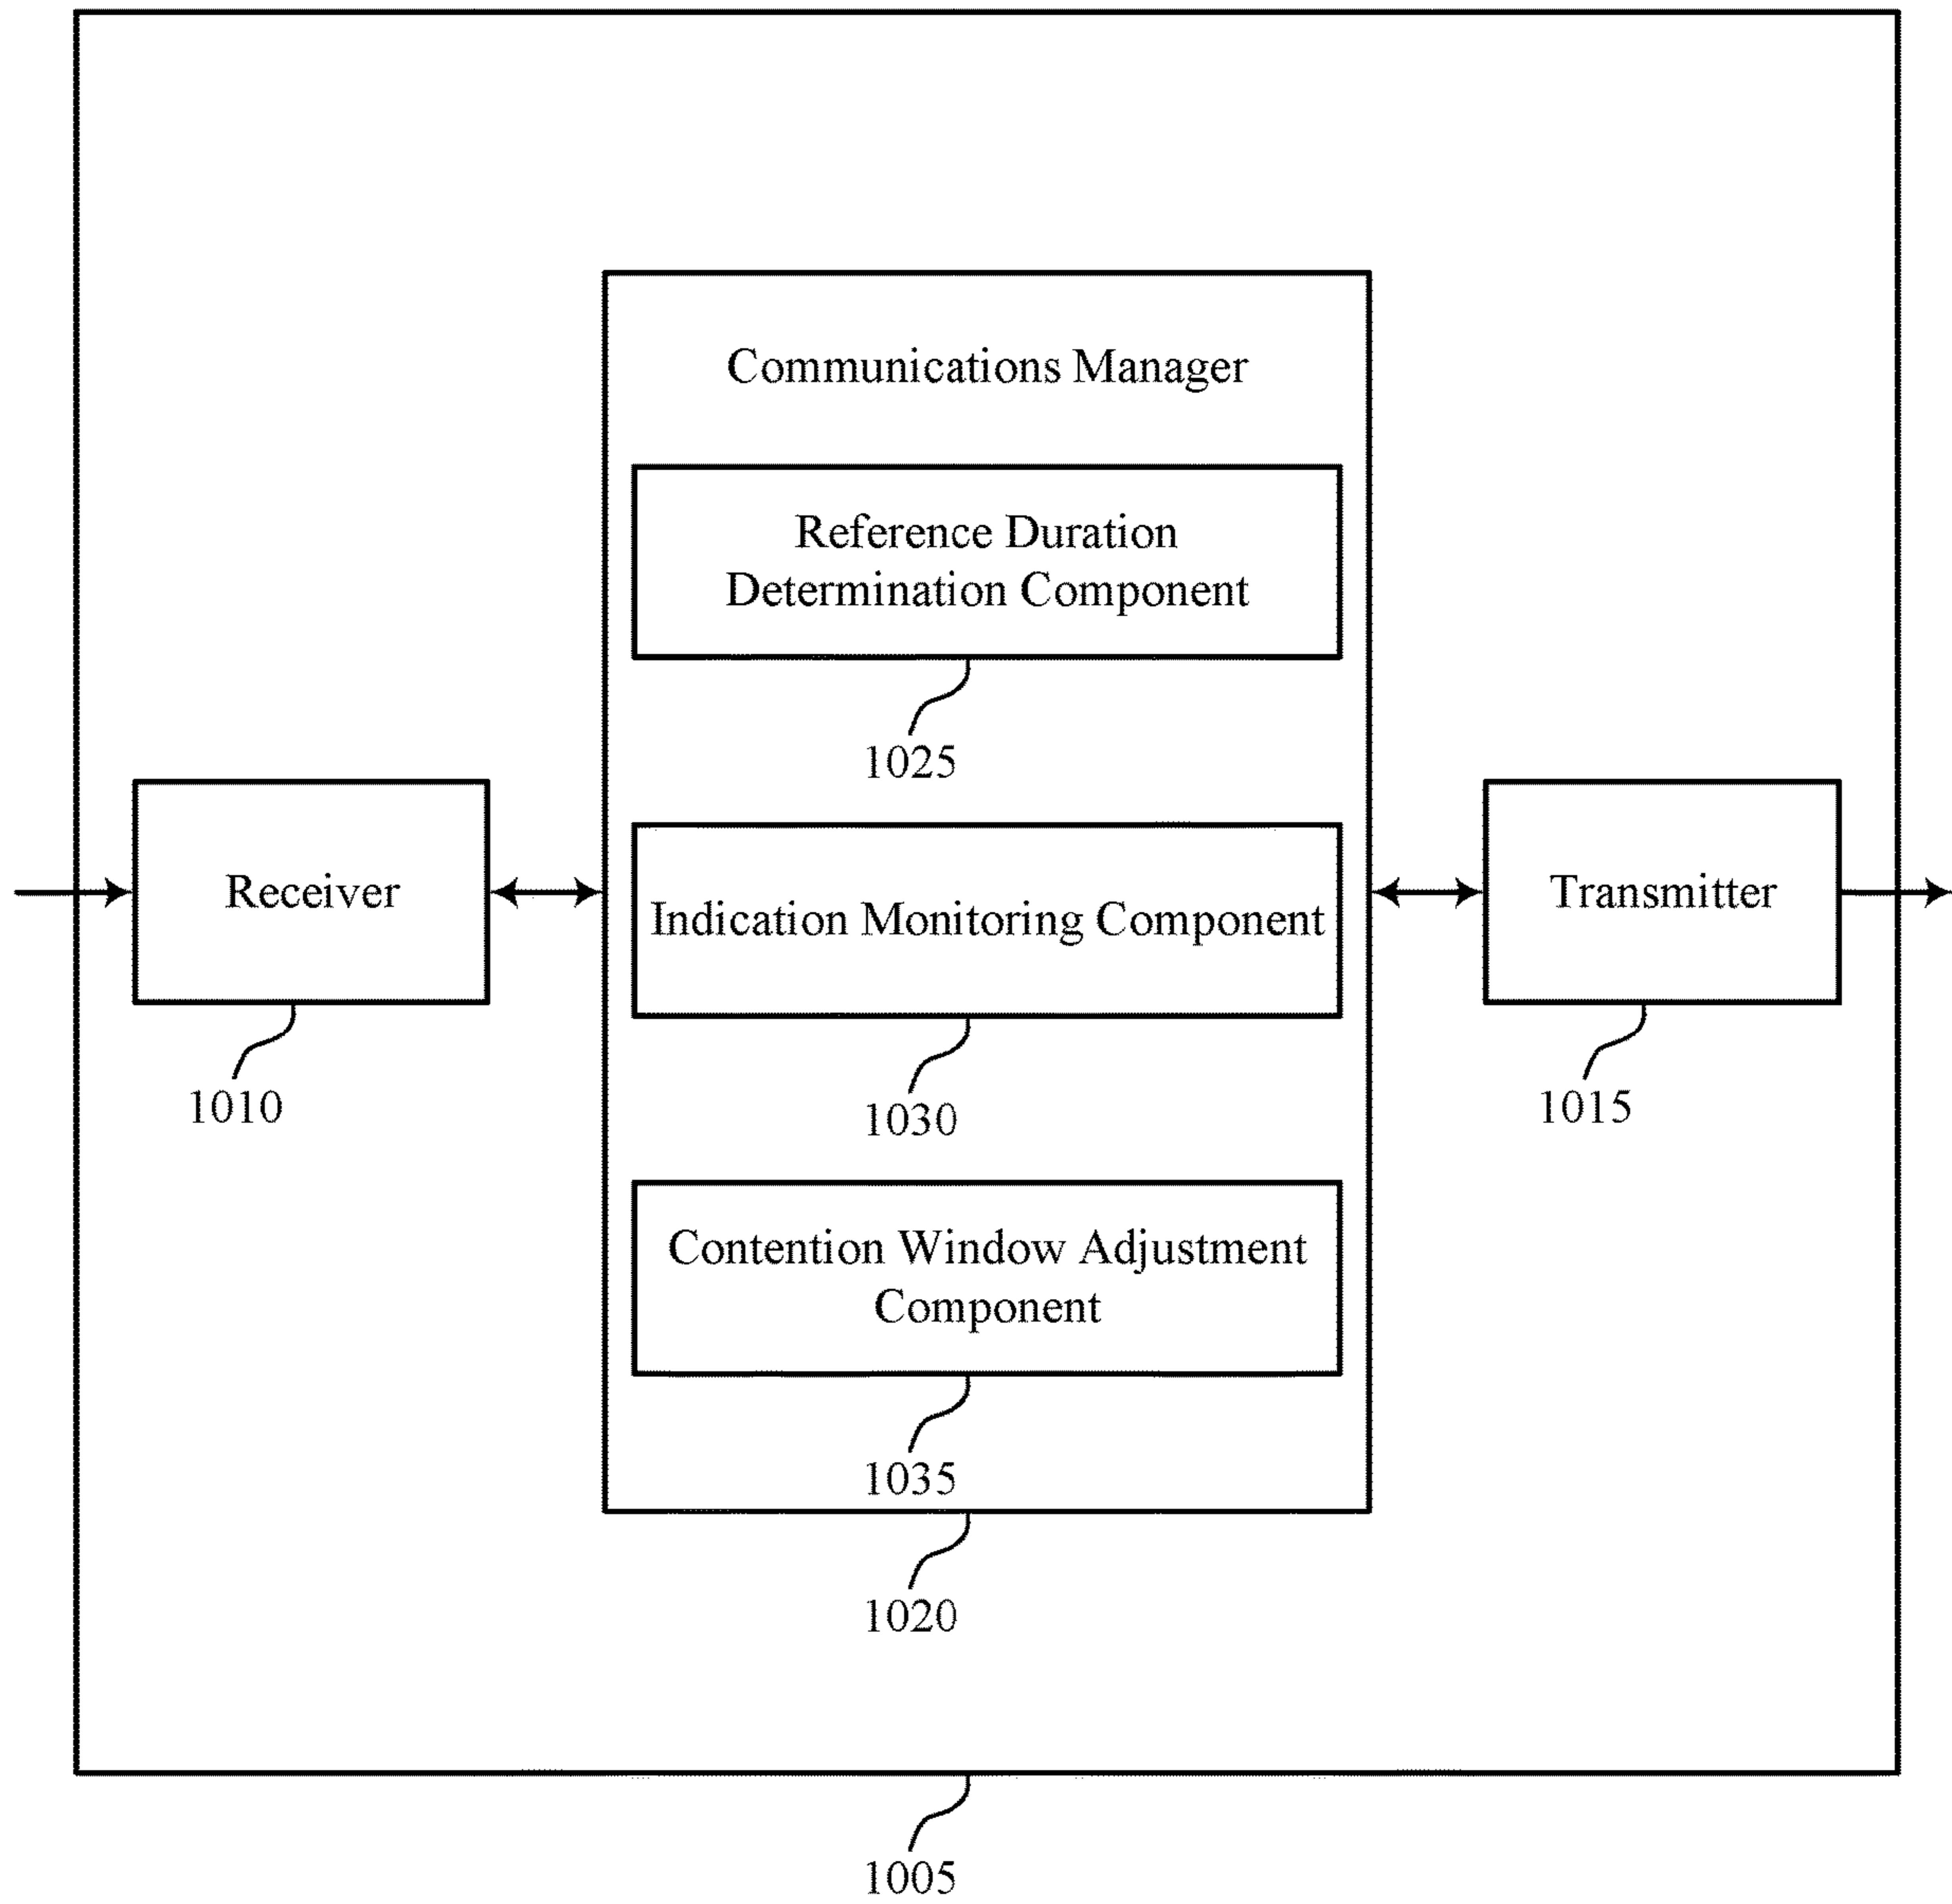 Communications Manager
Reference Duration
Determination Component
1025
Receiver
1010
Indication Monitoring Component
1030
Transmitter
1015
Contention Window Adjustment
Component
1035
1020
1005